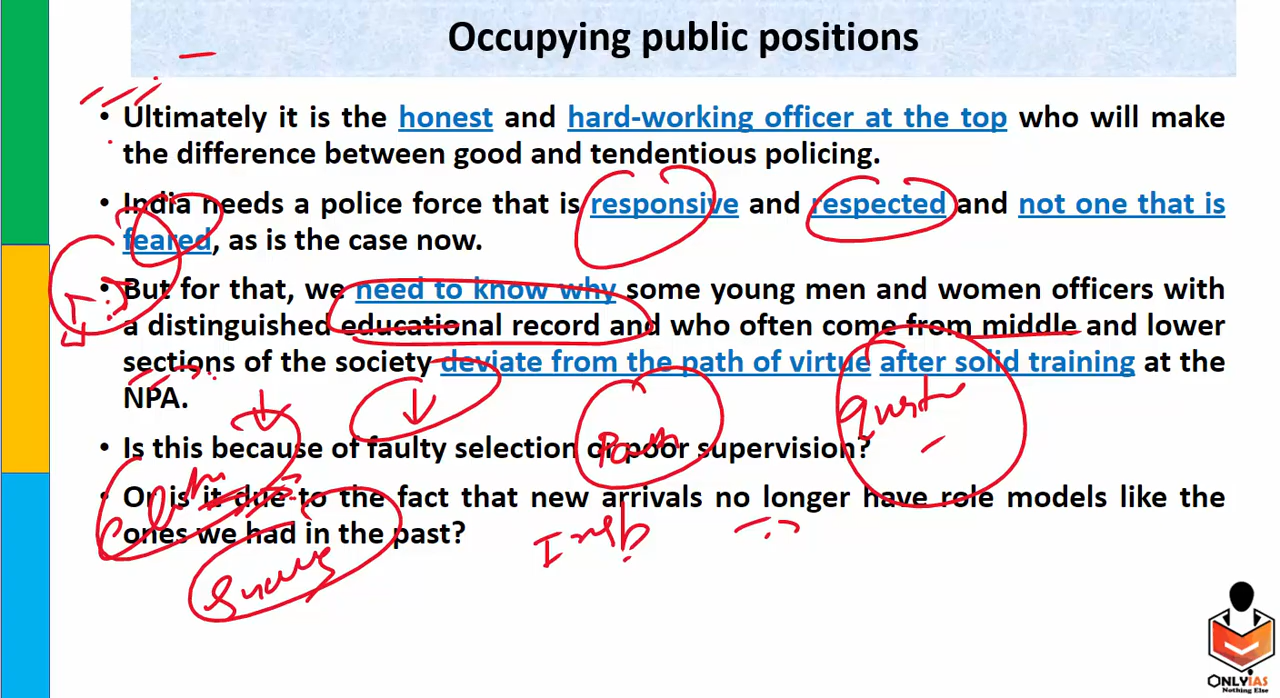 Occupying public positions
• Ultimately it is the honest and hard-working officer at the top who will make
the difference between good and tendentious policing.
• India needs a police force that is responsive and respected and not one that is
feared, as is the case now.
• But for that, we need to know why some young men and women officers with
a distinguished educational record and who often come from middle and lower
sections of the society deviate from the path of virtue after solid training at the
NPA.
• Is this because of faulty selection or poor supervision?
• Or is it due to the fact that new arrivals no longer have role models like the
ones we had in the past?
ONLYIAS
Nothing Else